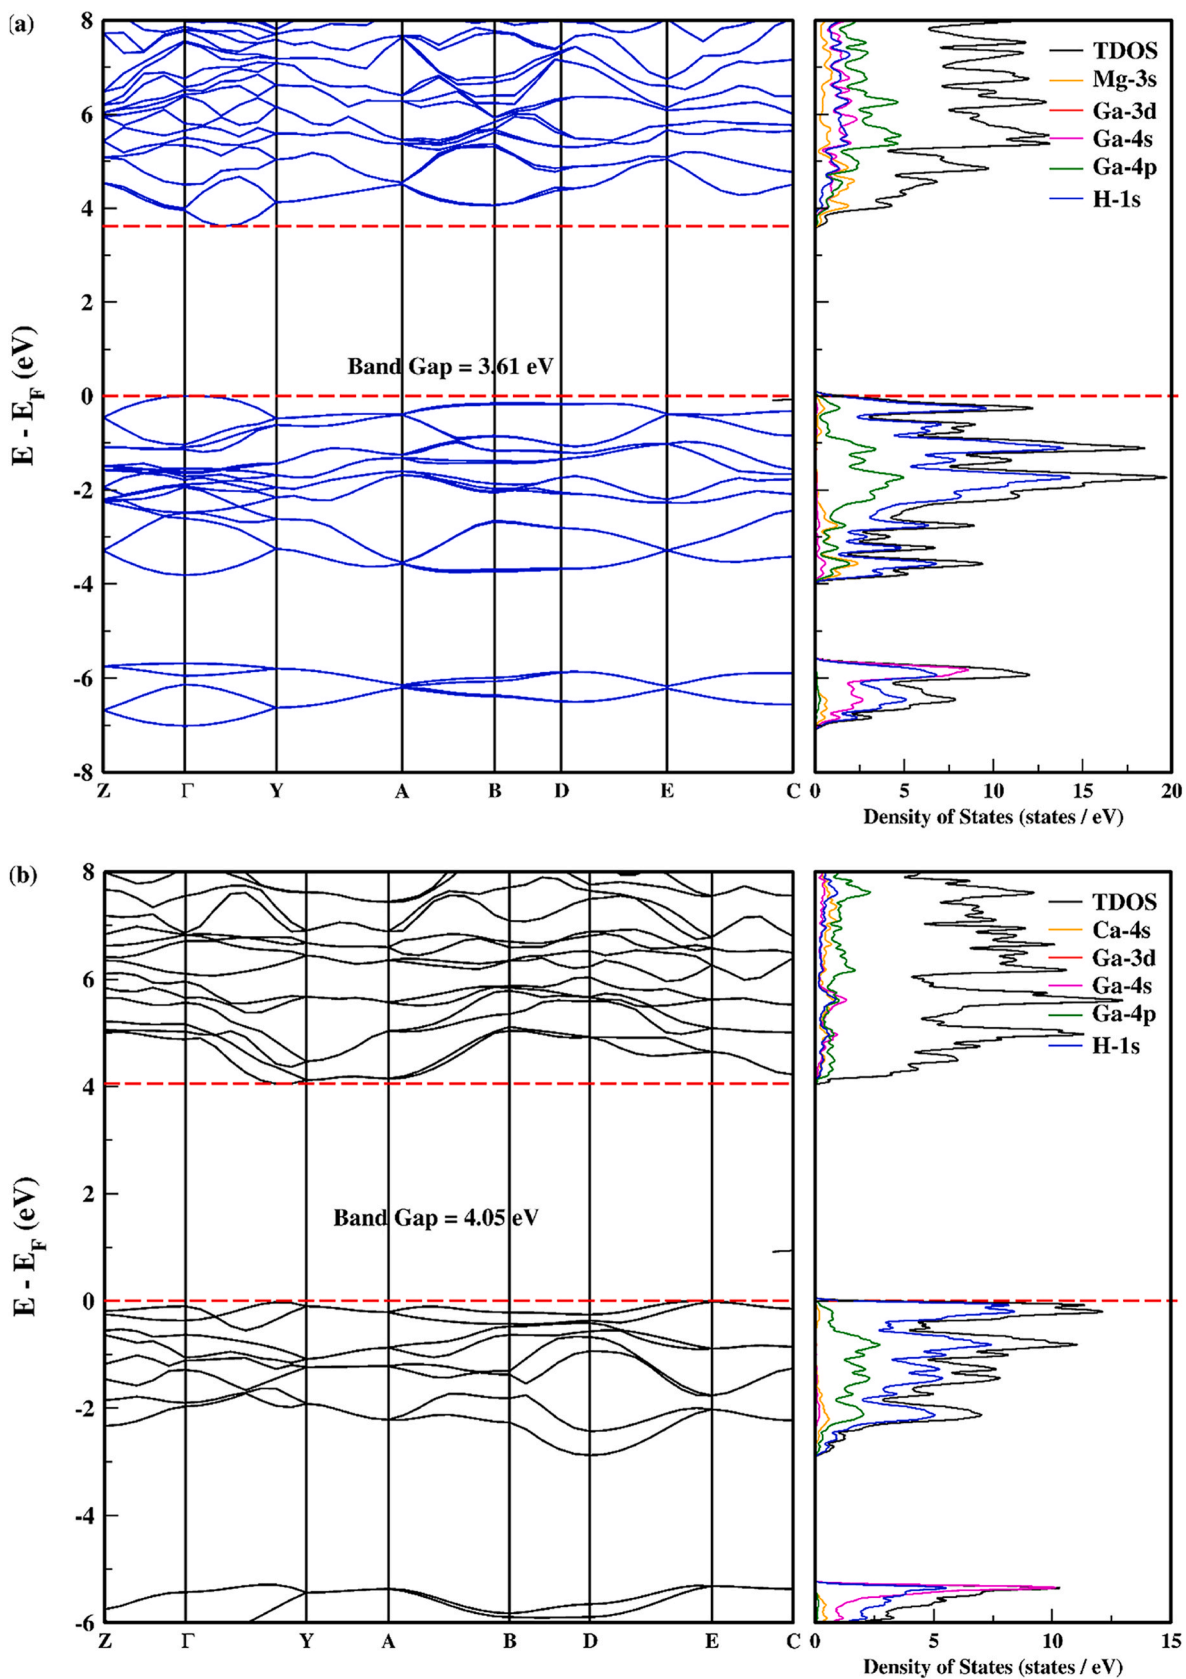 (a)
8
6
4
2
0
-2
-4
-6
-8
E - E_F (eV)
Band Gap = 3.61 eV
Z Γ Y A B D E C
TDOS
Mg-3s
Ga-3d
Ga-4s
Ga-4p
H-1s
0 5 10 15 20
Density of States (states / eV)
(b)
8
6
4
2
0
-2
-4
-6
E - E_F (eV)
Band Gap = 4.05 eV
Z Γ Y A B D E C
TDOS
Ca-4s
Ga-3d
Ga-4s
Ga-4p
H-1s
0 5 10 15
Density of States (states / eV)